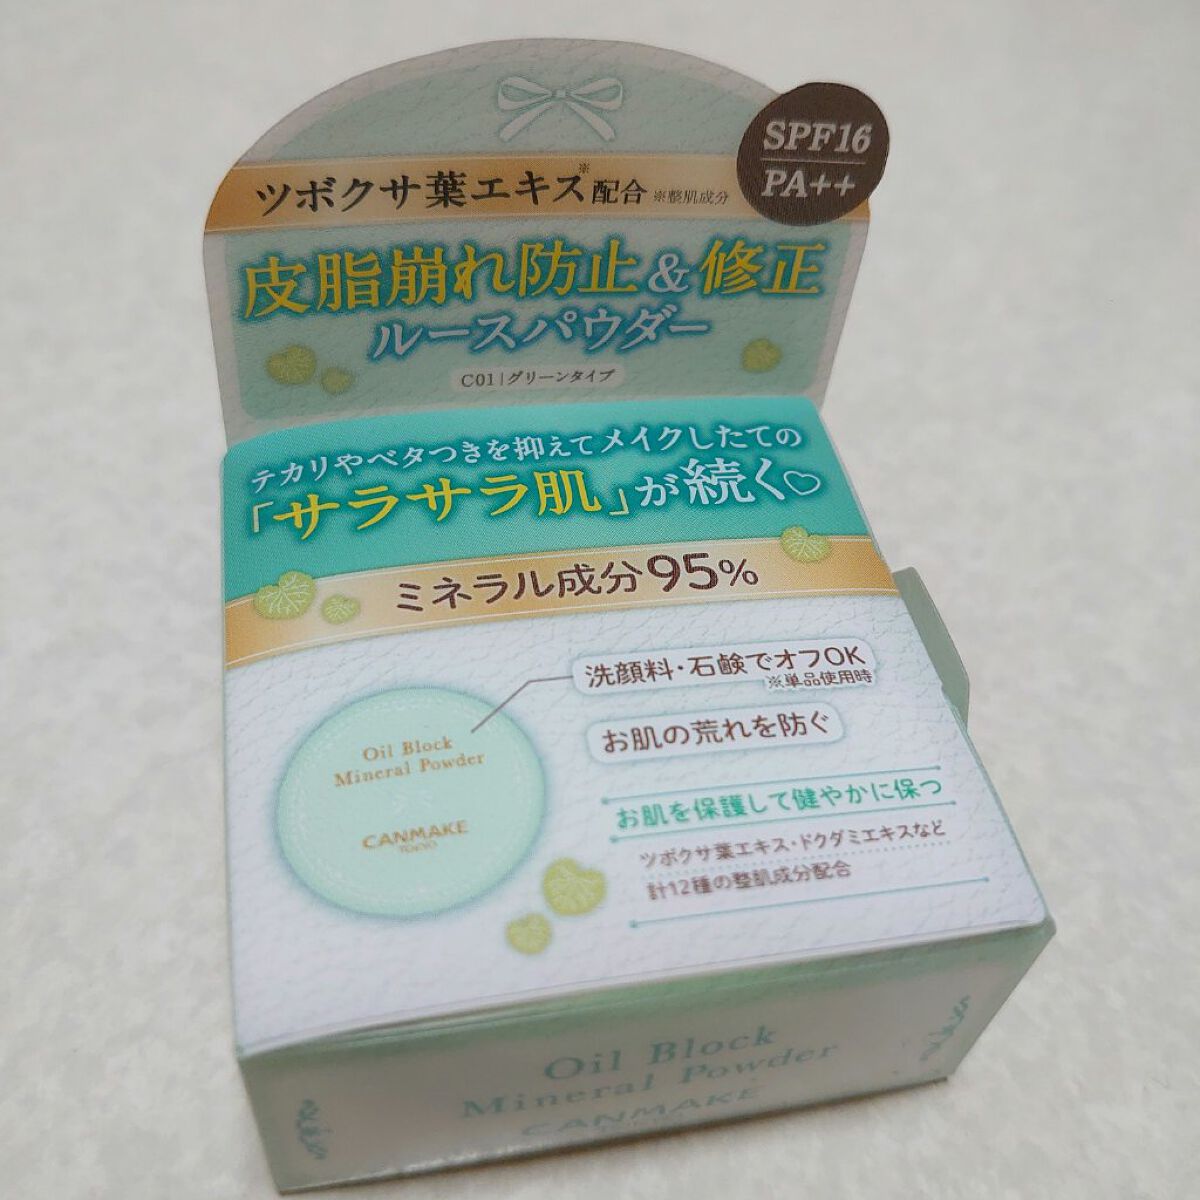 SPF16
PA++
ツボクサ葉エキス※配合 ※整肌成分
皮脂崩れ防止&修正
ルースパウダー
C01|グリーンタイプ
テカリやベタつきを抑えてメイクしたての
「サラサラ肌」が続く♡
ミネラル成分95%
洗顔料・石鹸でオフOK
※単品使用時
お肌の荒れを防ぐ
Oil Block
Mineral Powder
CANMAKE
TOKYO
お肌を保護して健やかに保つ
ツボクサ葉エキス・ドクダミエキスなど
計12種の整肌成分配合
Oil Block
Mineral Powder
CANMAKE